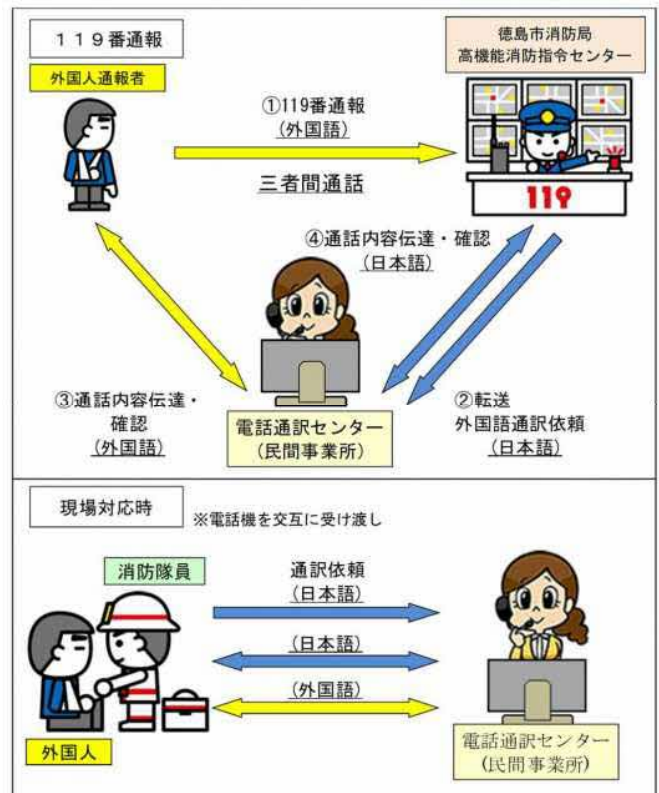 １１９番通報
外国人通報者
徳島市消防局
高機能消防指令センター
①119番通報
(外国語)
三者間通話
119
④通話内容伝達・確認
(日本語)
③通話内容伝達・
確認
(外国語)
電話通訳センター
(民間事業所)
②転送
外国語通訳依頼
(日本語)
現場対応時
※電話機を交互に受け渡し
消防隊員
通訳依頼
(日本語)
(日本語)
(外国語)
外国人
電話通訳センター
(民間事業所)